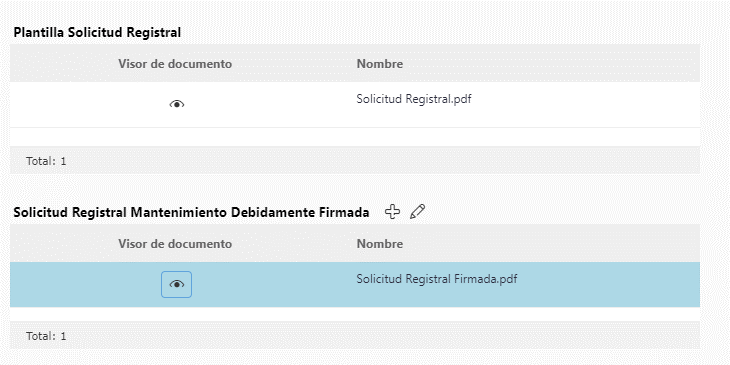 Plantilla Solicitud Registral
Visor de documento Nombre
Solicitud Registral.pdf
Total: 1
Solicitud Registral Mantenimiento Debidamente Firmada
Visor de documento Nombre
Solicitud Registral Firmada.pdf
Total: 1